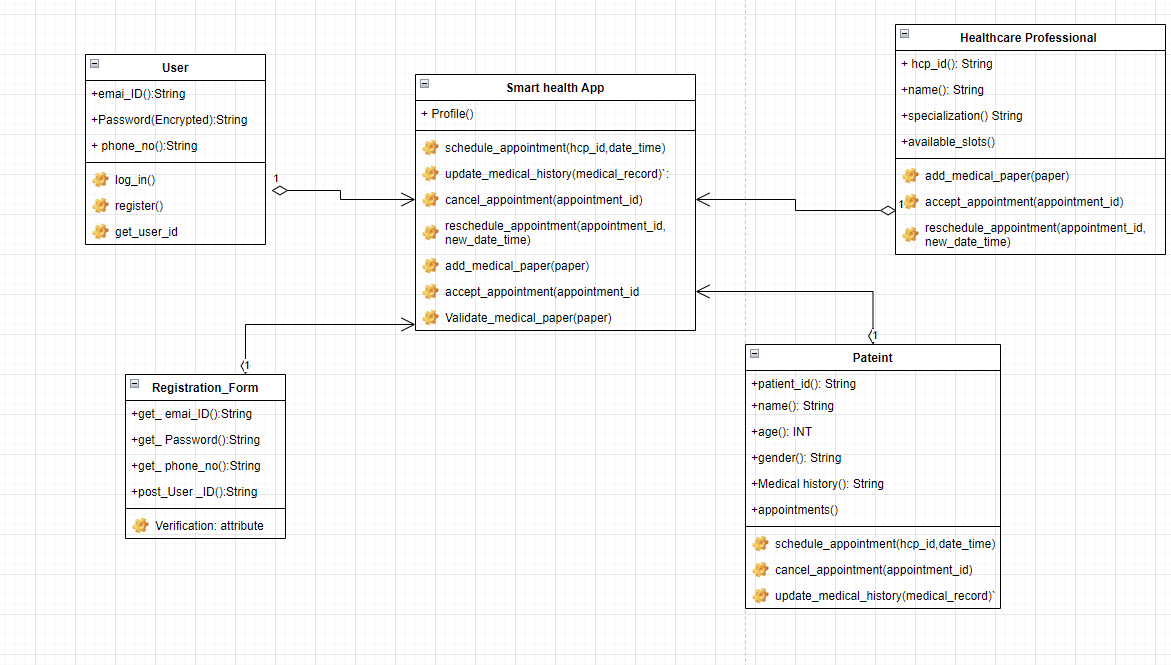 User
+emai_ID():String
+Password(Encrypted):String
+ phone_no():String
log_in()
register()
get_user_id
1
Smart health App
+ Profile()
schedule_appointment(hcp_id,date_time)
update_medical_history(medical_record)`:
cancel_appointment(appointment_id)
reschedule_appointment(appointment_id,
new_date_time)
add_medical_paper(paper)
accept_appointment(appointment_id
Validate_medical_paper(paper)
Healthcare Professional
+ hcp_id(): String
+name(): String
+specialization() String
+available_slots()
add_medical_paper(paper)
1
accept_appointment(appointment_id)
reschedule_appointment(appointment_id,
new_date_time)
1
Registration_Form
+get_ emai_ID():String
+get_ Password():String
+get_ phone_no():String
+post_User _ID():String
Verification: attribute
1
Pateint
+patient_id(): String
+name(): String
+age(): INT
+gender(): String
+Medical history(): String
+appointments()
schedule_appointment(hcp_id,date_time)
cancel_appointment(appointment_id)
update_medical_history(medical_record)`